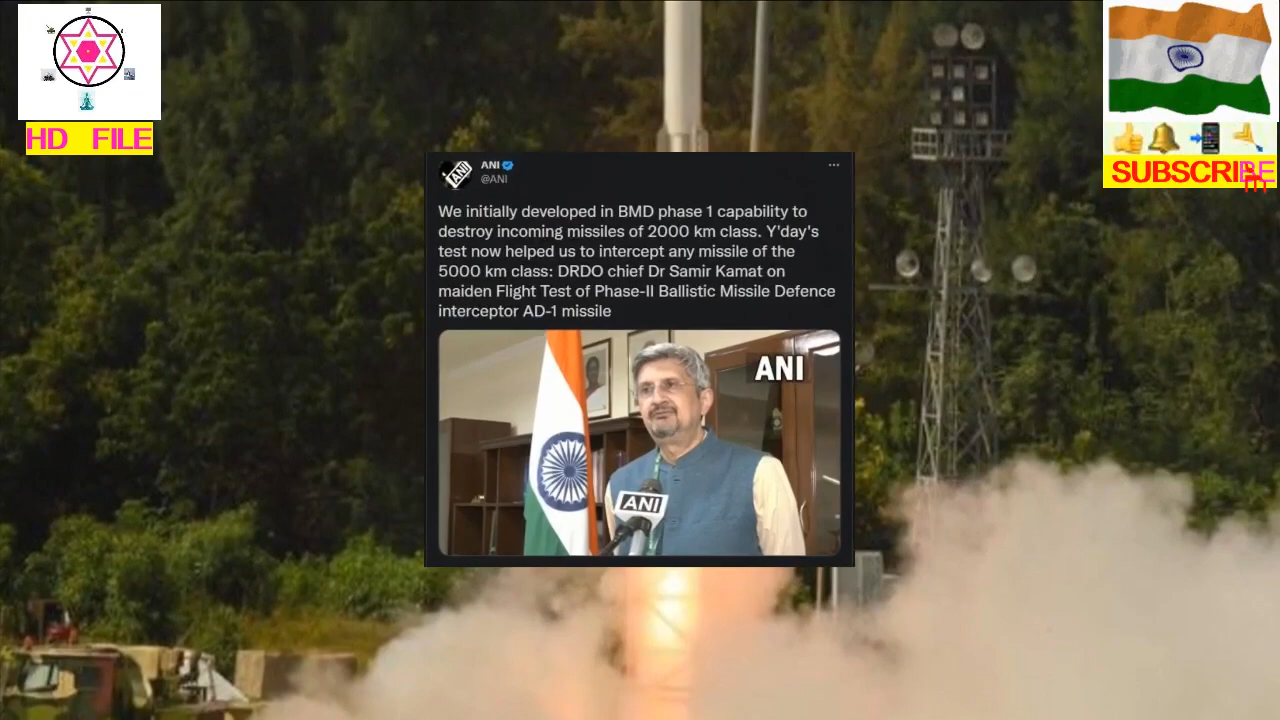 HD FILE
SUBSCRIBE
ANI
ANI
@ANI
We initially developed in BMD phase 1 capability to
destroy incoming missiles of 2000 km class. Y'day's
test now helped us to intercept any missile of the
5000 km class: DRDO chief Dr Samir Kamat on
maiden Flight Test of Phase-II Ballistic Missile Defence
interceptor AD-1 missile
ANI
ANI